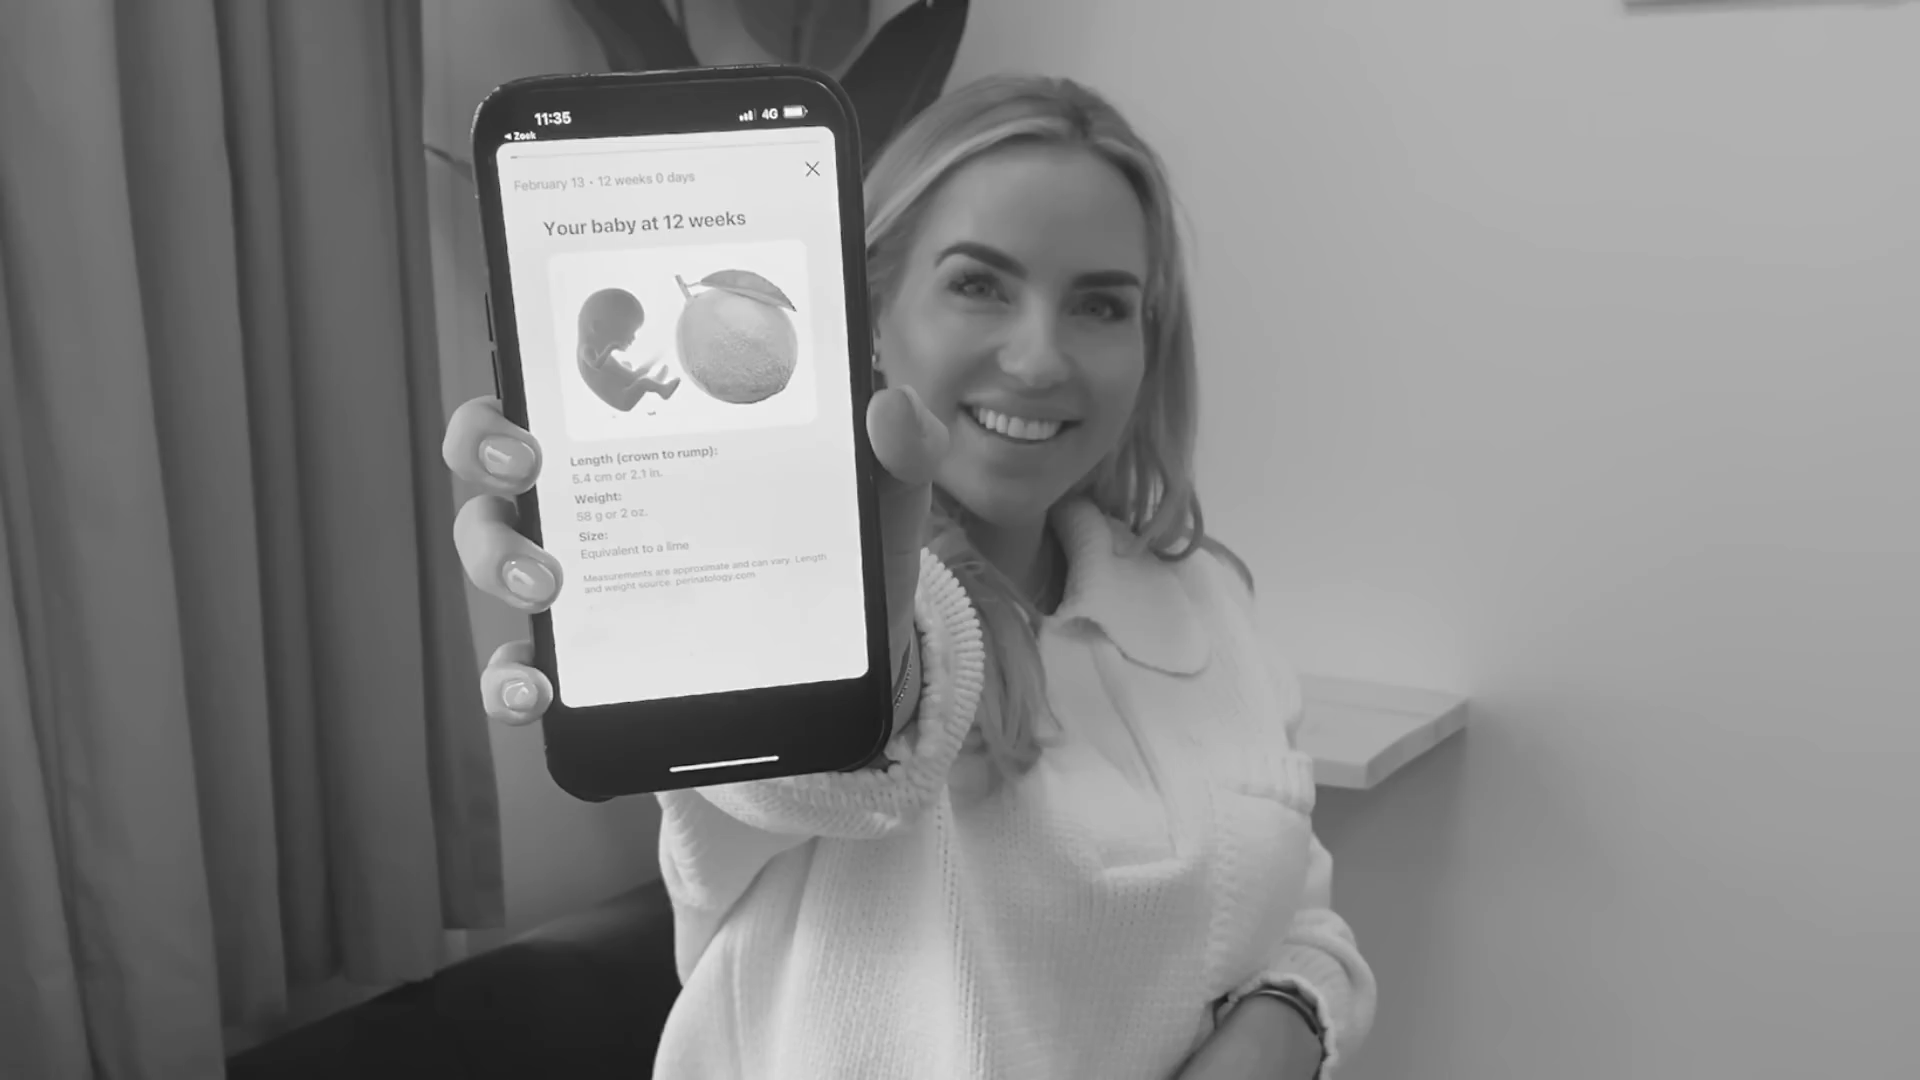 11:35
4G
◀ Zook
February 13 • 12 weeks 0 days
Your baby at 12 weeks
Length (crown to rump):
5.4 cm or 2.1 in.
Weight:
58 g or 2 oz.
Size:
Equivalent to a lime
Measurements are approximate and can vary. Length
and weight source: perinatology.com